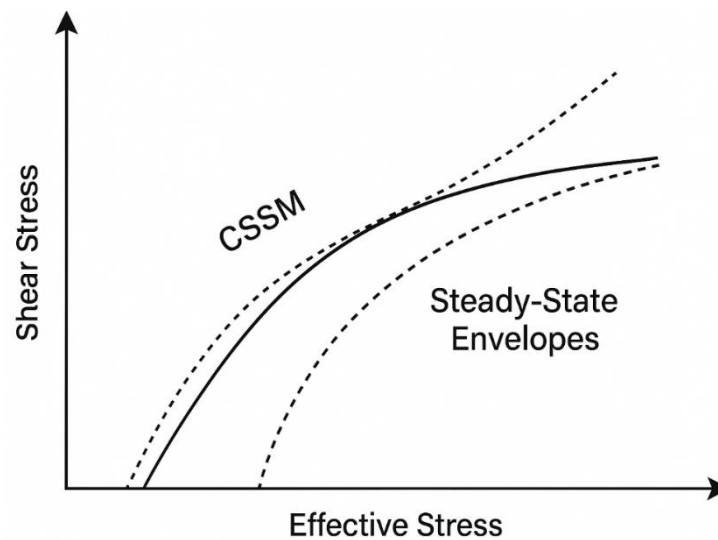 Shear Stress
CSSM
Steady-State
Envelopes
Effective Stress